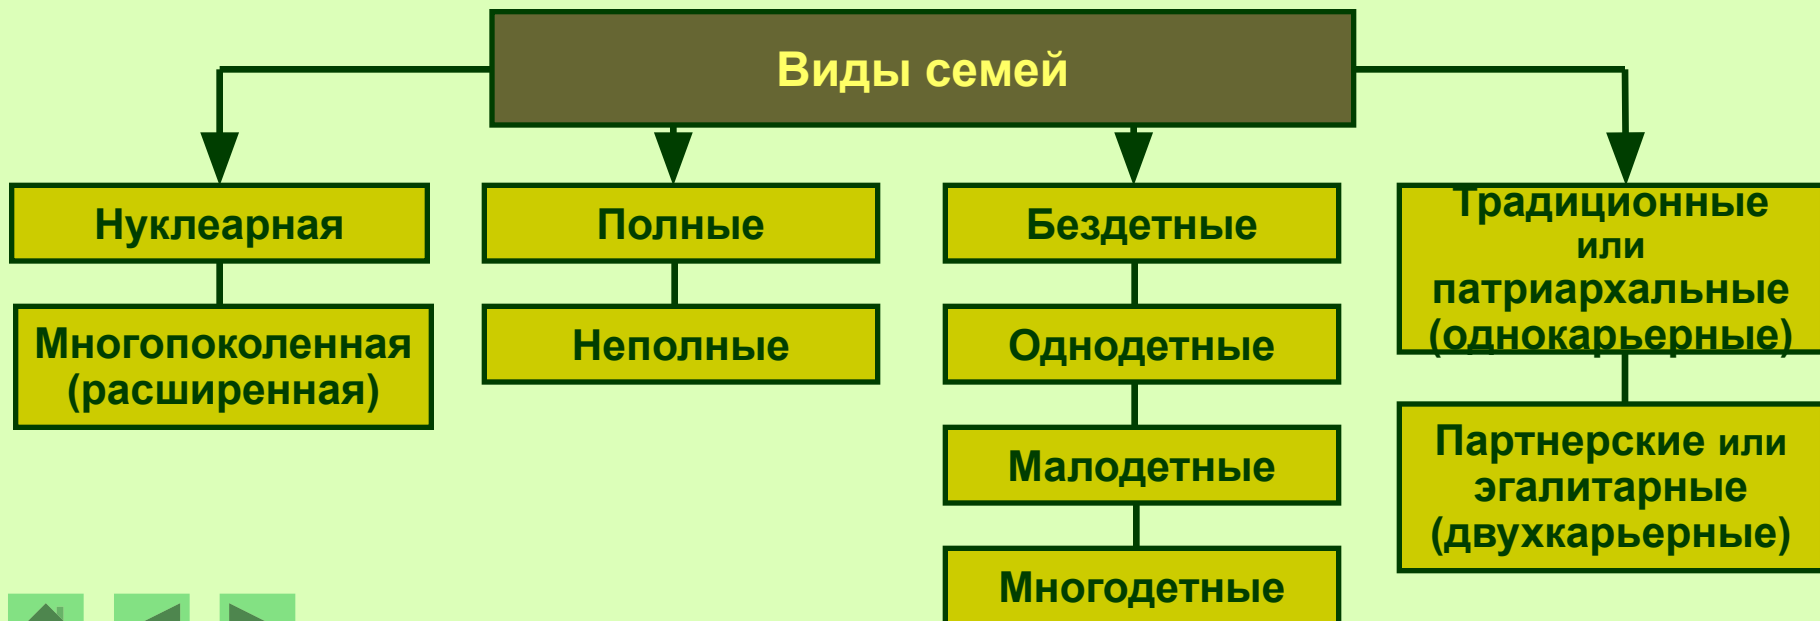 Виды семей
Нуклеарная
Многопоколенная
(расширенная)
Полные
Неполные
Бездетные
Однодетные
Малодетные
Многодетные
Традиционные
или
патриархальные
(однокарьерные)
Партнерские или
эгалитарные
(двухкарьерные)